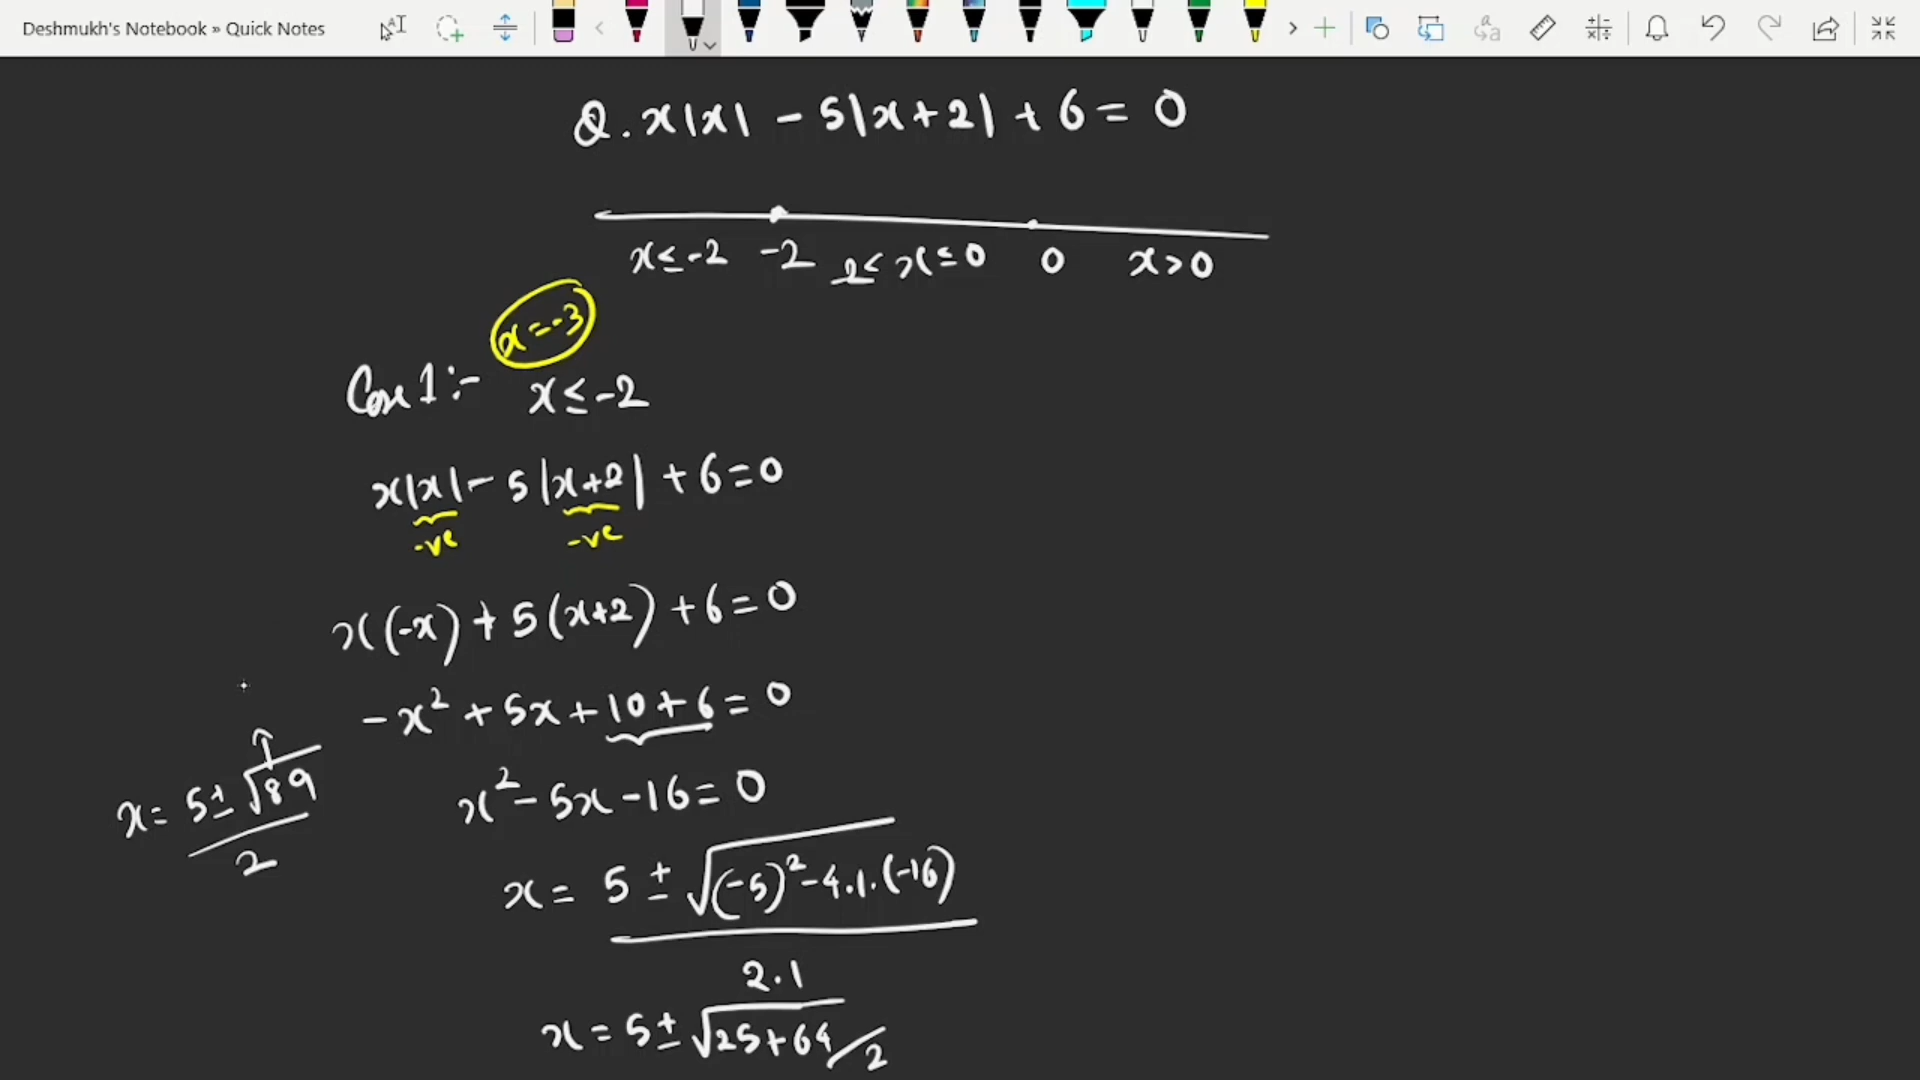 Deshmukh's Notebook » Quick Notes
Q. x|x| - 5|x+2| + 6 = 0
x≤-2 -2 -2<x≤0 0 x>0
x=-3
Case 1:- x≤-2
x|x| - 5|x+2| + 6 = 0
-ve -ve
x(-x) + 5(x+2) + 6 = 0
-x² + 5x + 10 + 6 = 0
x² - 5x - 16 = 0
x = 5 ± √89 / 2
x = 5 ± √(-5)² - 4.1.(-16)
2.1
x = 5 ± √25+64 / 2